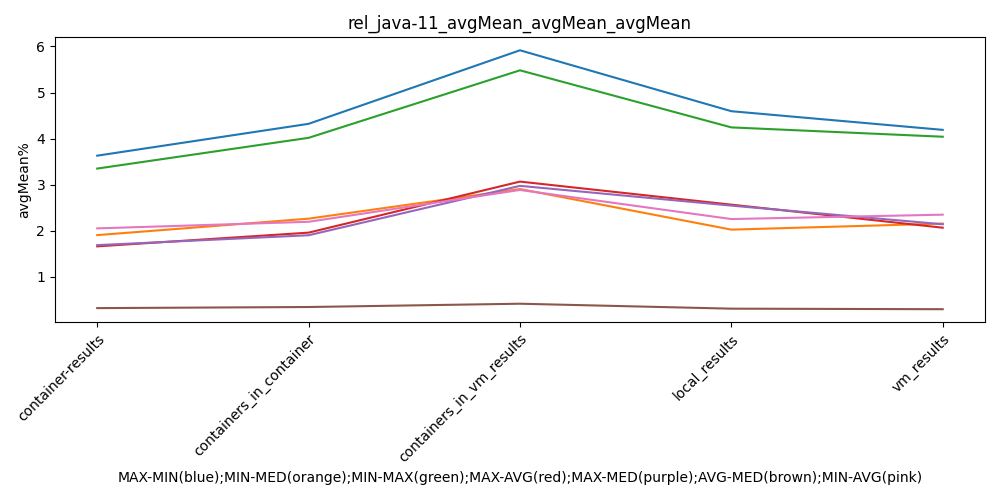 rel_java-11_avgMean_avgMean_avgMean
avgMean%
6
5
4
3
2
1
container-results
containers_in_container
containers_in_vm_results
local_results
vm_results
MAX-MIN(blue);MIN-MED(orange);MIN-MAX(green);MAX-AVG(red);MAX-MED(purple);AVG-MED(brown);MIN-AVG(pink)